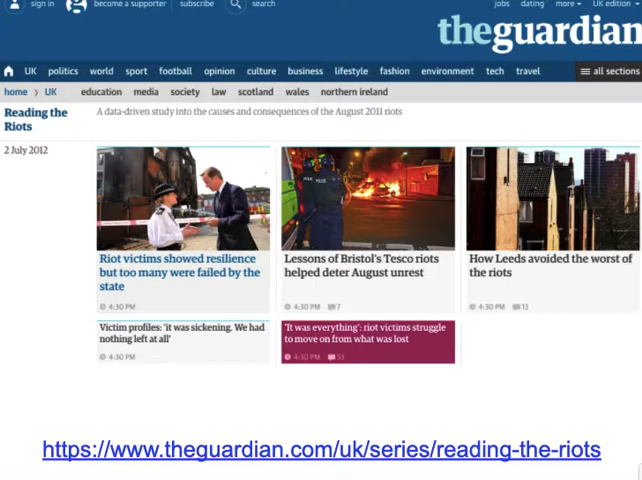 sign in become a supporter subscribe search jobs dating more UK edition
theguardian
UK politics world sport football opinion culture business lifestyle fashion environment tech travel all sections
home UK education media society law scotland wales northern ireland
Reading the
Riots
A data-driven study into the causes and consequences of the August 2011 riots
2 July 2012
Riot victims showed resilience
but too many were failed by the
state
4:30 PM
Lessons of Bristol's Tesco riots
helped deter August unrest
4:30 PM 7
How Leeds avoided the worst of
the riots
4:30 PM 13
Victim profiles: 'it was sickening. We had
nothing left at all'
4:30 PM
'It was everything': riot victims struggle
to move on from what was lost
4:30 PM 53
https://www.theguardian.com/uk/series/reading-the-riots